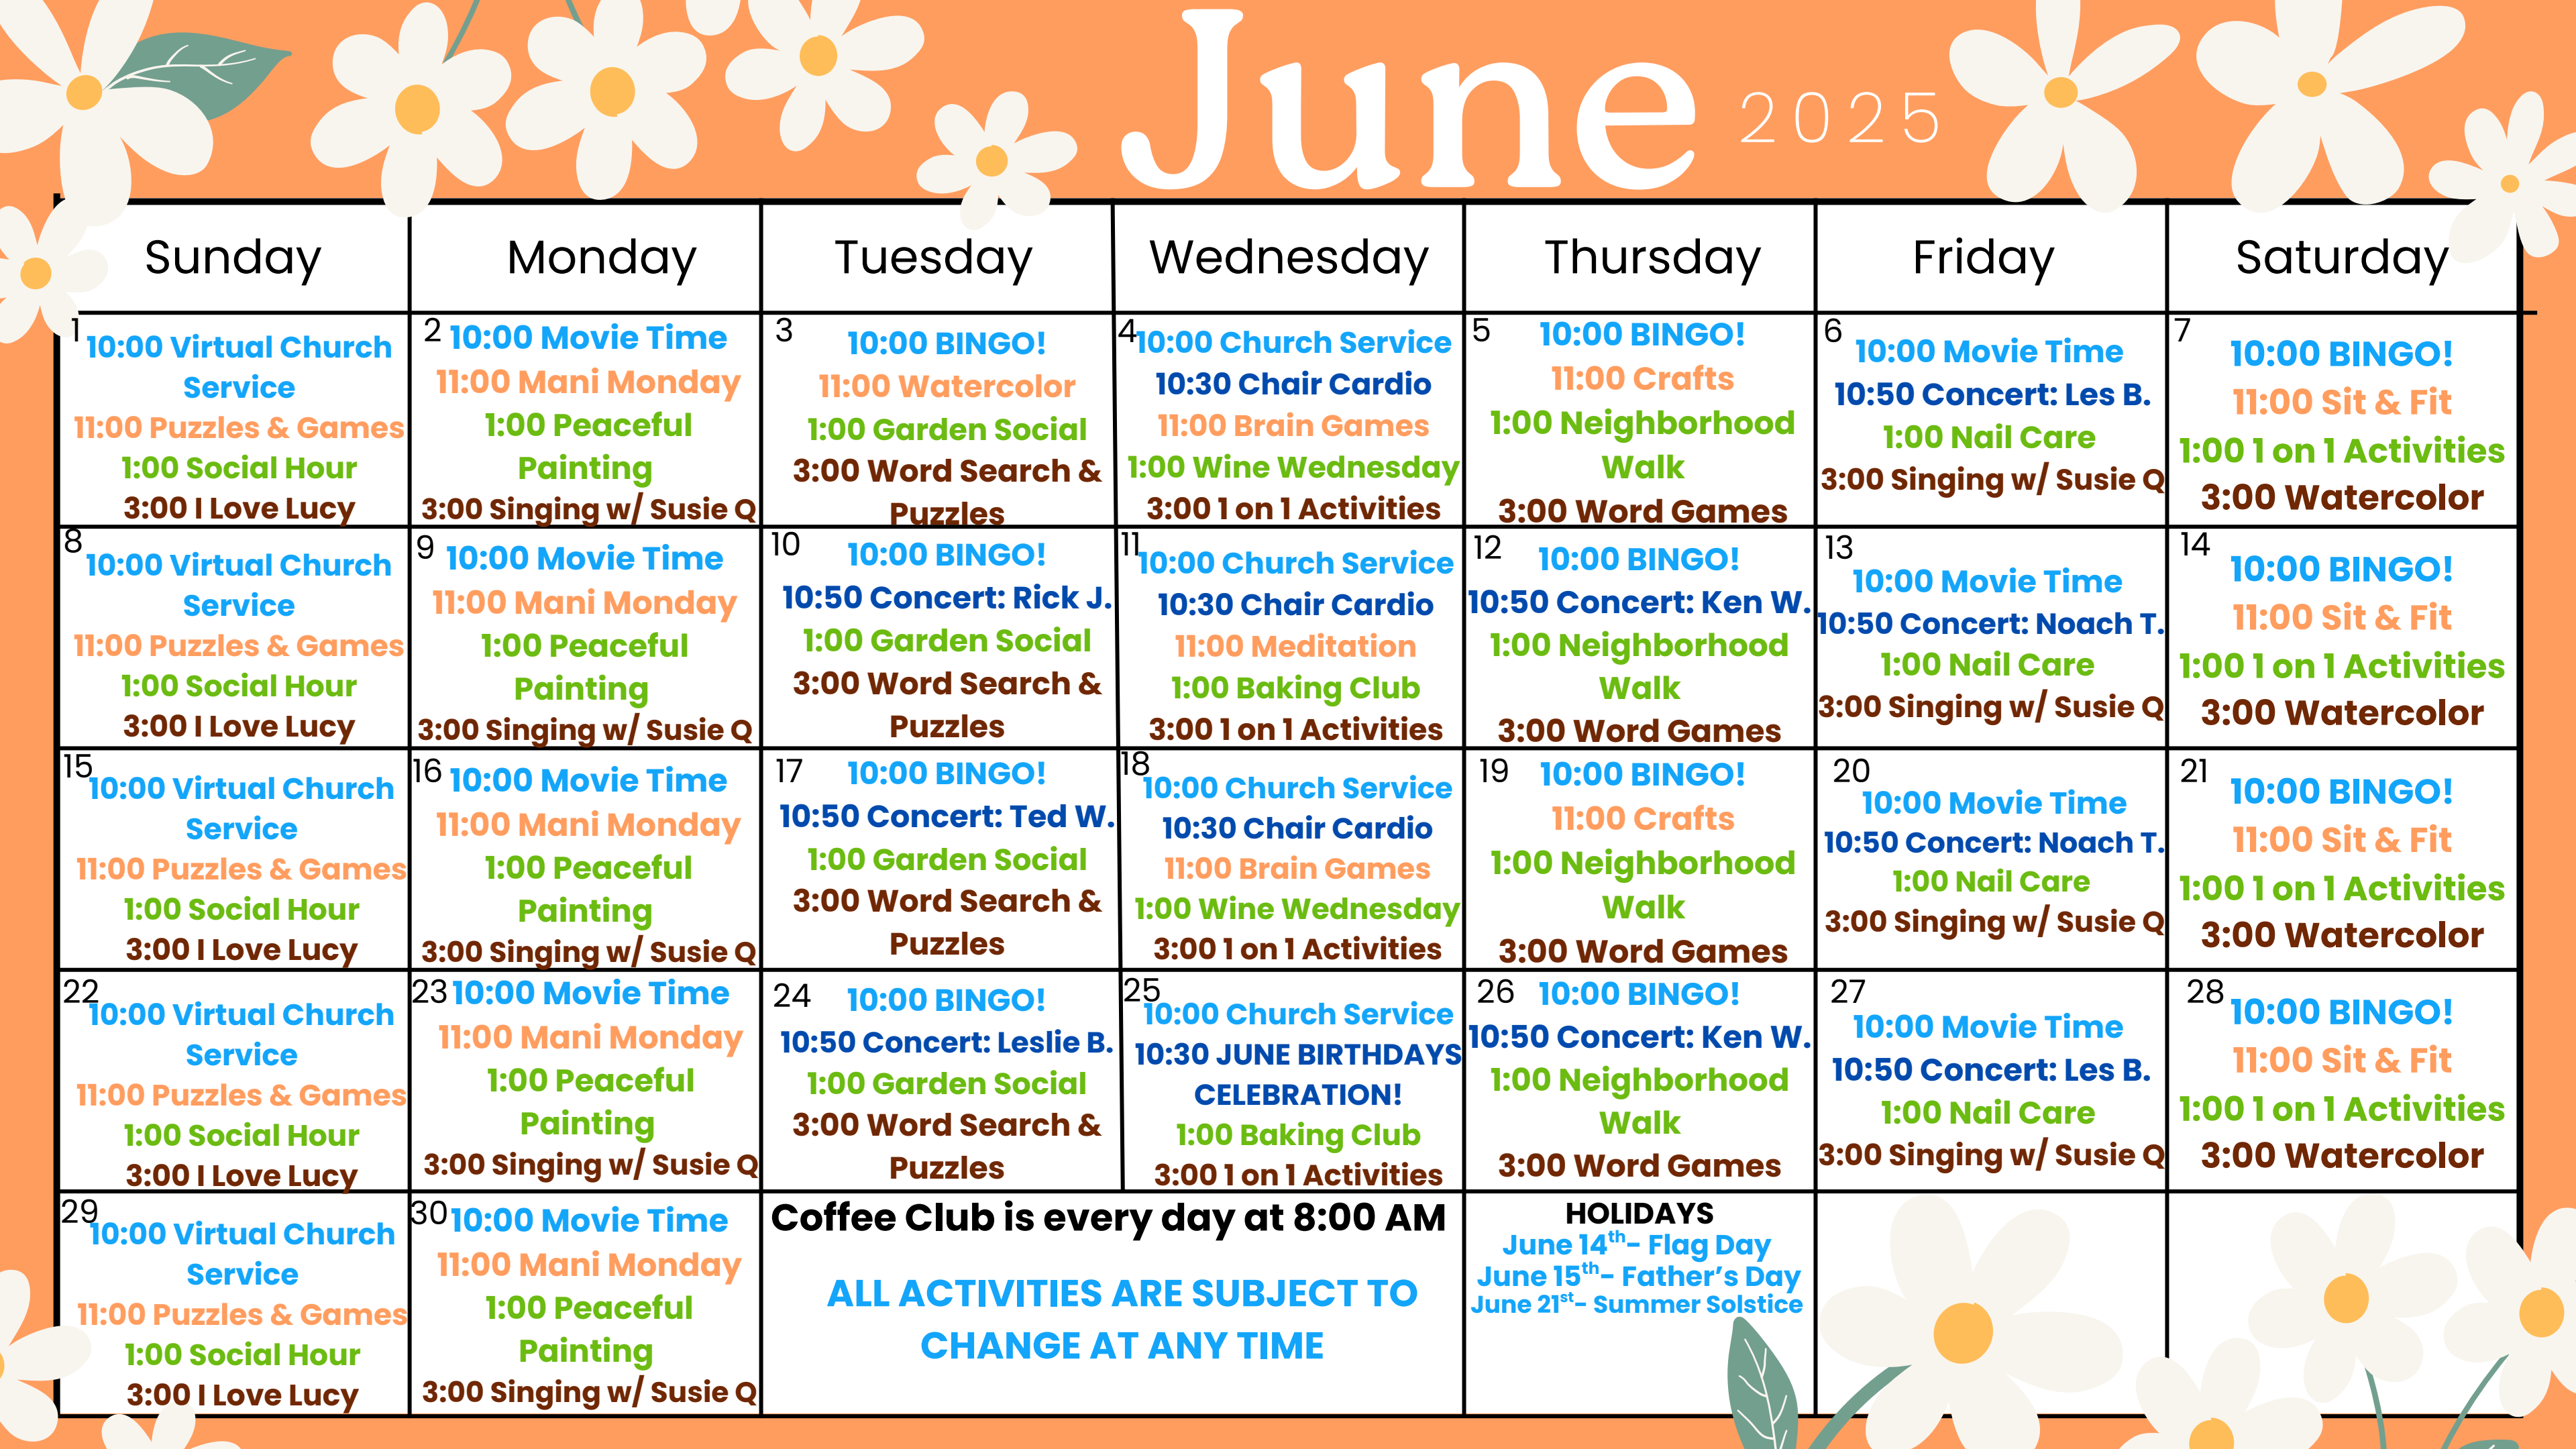 June 2025
Sunday Monday Tuesday Wednesday Thursday Friday Saturday
1
10:00 Virtual Church
Service
11:00 Puzzles & Games
1:00 Social Hour
3:00 I Love Lucy
2
10:00 Movie Time
11:00 Mani Monday
1:00 Peaceful
Painting
3:00 Singing w/ Susie Q
3
10:00 BINGO!
11:00 Watercolor
1:00 Garden Social
3:00 Word Search &
Puzzles
4
10:00 Church Service
10:30 Chair Cardio
11:00 Brain Games
1:00 Wine Wednesday
3:00 1 on 1 Activities
5
10:00 BINGO!
11:00 Crafts
1:00 Neighborhood
Walk
3:00 Word Games
6
10:00 Movie Time
10:50 Concert: Les B.
1:00 Nail Care
3:00 Singing w/ Susie Q
7
10:00 BINGO!
11:00 Sit & Fit
1:00 1 on 1 Activities
3:00 Watercolor
8
10:00 Virtual Church
Service
11:00 Puzzles & Games
1:00 Social Hour
3:00 I Love Lucy
9
10:00 Movie Time
11:00 Mani Monday
1:00 Peaceful
Painting
3:00 Singing w/ Susie Q
10
10:00 BINGO!
10:50 Concert: Rick J.
1:00 Garden Social
3:00 Word Search &
Puzzles
11
10:00 Church Service
10:30 Chair Cardio
11:00 Meditation
1:00 Baking Club
3:00 1 on 1 Activities
12
10:00 BINGO!
10:50 Concert: Ken W.
1:00 Neighborhood
Walk
3:00 Word Games
13
10:00 Movie Time
10:50 Concert: Noach T.
1:00 Nail Care
3:00 Singing w/ Susie Q
14
10:00 BINGO!
11:00 Sit & Fit
1:00 1 on 1 Activities
3:00 Watercolor
15
10:00 Virtual Church
Service
11:00 Puzzles & Games
1:00 Social Hour
3:00 I Love Lucy
16
10:00 Movie Time
11:00 Mani Monday
1:00 Peaceful
Painting
3:00 Singing w/ Susie Q
17
10:00 BINGO!
10:50 Concert: Ted W.
1:00 Garden Social
3:00 Word Search &
Puzzles
18
10:00 Church Service
10:30 Chair Cardio
11:00 Brain Games
1:00 Wine Wednesday
3:00 1 on 1 Activities
19
10:00 BINGO!
11:00 Crafts
1:00 Neighborhood
Walk
3:00 Word Games
20
10:00 Movie Time
10:50 Concert: Noach T.
1:00 Nail Care
3:00 Singing w/ Susie Q
21
10:00 BINGO!
11:00 Sit & Fit
1:00 1 on 1 Activities
3:00 Watercolor
22
10:00 Virtual Church
Service
11:00 Puzzles & Games
1:00 Social Hour
3:00 I Love Lucy
23
10:00 Movie Time
11:00 Mani Monday
1:00 Peaceful
Painting
3:00 Singing w/ Susie Q
24
10:00 BINGO!
10:50 Concert: Leslie B.
1:00 Garden Social
3:00 Word Search &
Puzzles
25
10:00 Church Service
10:30 JUNE BIRTHDAYS
CELEBRATION!
1:00 Baking Club
3:00 1 on 1 Activities
26
10:00 BINGO!
10:50 Concert: Ken W.
1:00 Neighborhood
Walk
3:00 Word Games
27
10:00 Movie Time
10:50 Concert: Les B.
1:00 Nail Care
3:00 Singing w/ Susie Q
28
10:00 BINGO!
11:00 Sit & Fit
1:00 1 on 1 Activities
3:00 Watercolor
29
10:00 Virtual Church
Service
11:00 Puzzles & Games
1:00 Social Hour
3:00 I Love Lucy
30
10:00 Movie Time
11:00 Mani Monday
1:00 Peaceful
Painting
3:00 Singing w/ Susie Q
Coffee Club is every day at 8:00 AM
ALL ACTIVITIES ARE SUBJECT TO
CHANGE AT ANY TIME
HOLIDAYS
June 14th- Flag Day
June 15th- Father's Day
June 21st- Summer Solstice